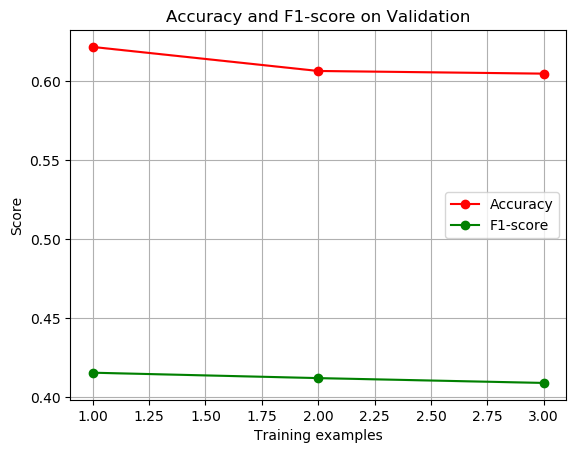 Accuracy and F1-score on Validation
0.60
0.55
0.50
0.45
0.40
Score
Accuracy
F1-score
1.00 1.25 1.50 1.75 2.00 2.25 2.50 2.75 3.00
Training examples